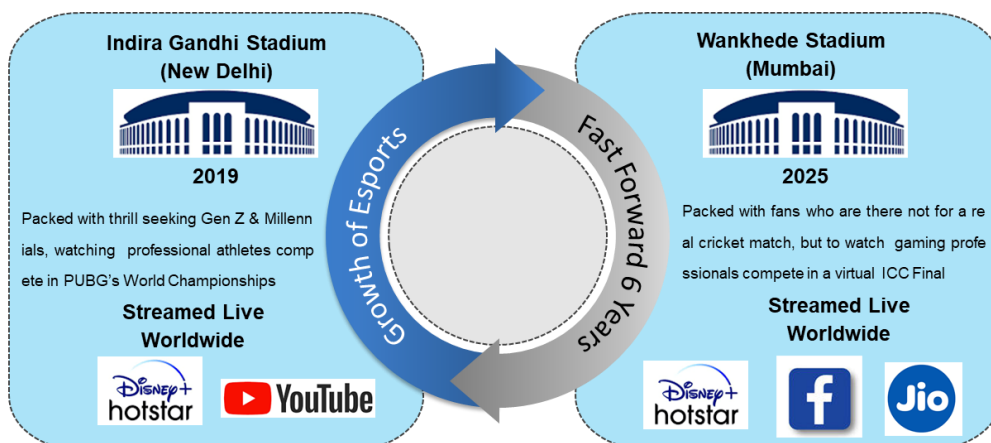 Indira Gandhi Stadium
(New Delhi)
2019
Packed with thrill seeking Gen Z & Millenn
ials, watching professional athletes comp
ete in PUBG's World Championships
Streamed Live
Worldwide
Disney+
hotstar
YouTube
Growth of Esports
Fast Forward 6 Years
Wankhede Stadium
(Mumbai)
2025
Packed with fans who are there not for a re
al cricket match, but to watch gaming profe
ssionals compete in a virtual ICC Final
Streamed Live
Worldwide
Disney+
hotstar
f
Jio